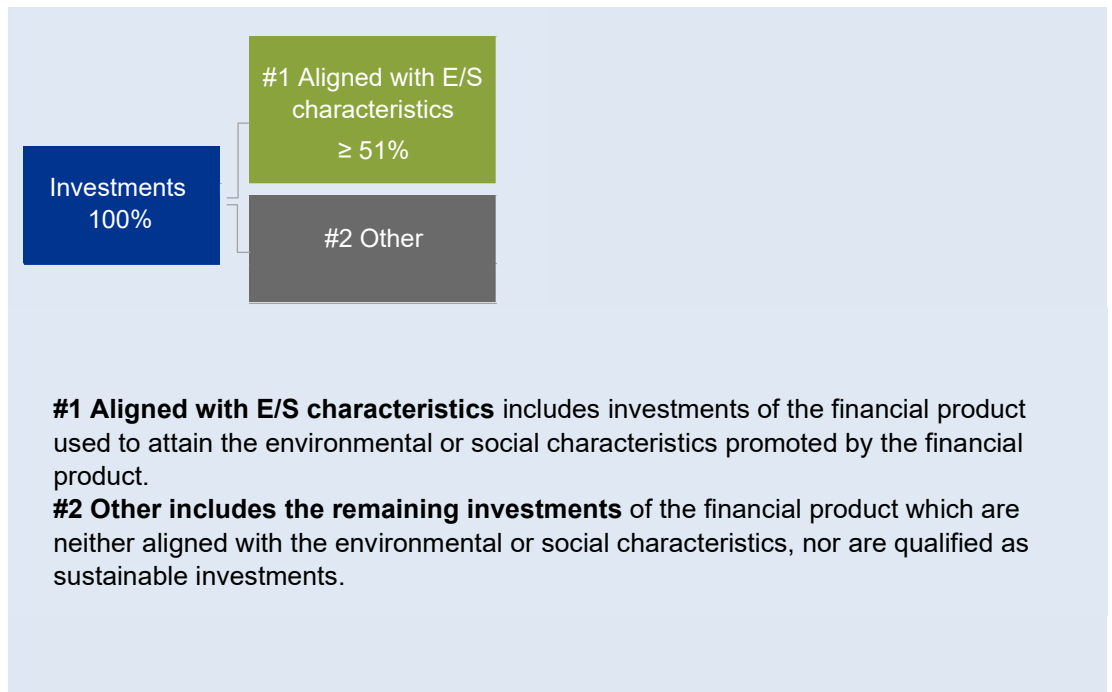 #1 Aligned with E/S
characteristics
≥ 51%
Investments
100%
#2 Other
#1 Aligned with E/S characteristics includes investments of the financial product
used to attain the environmental or social characteristics promoted by the financial
product.
#2 Other includes the remaining investments of the financial product which are
neither aligned with the environmental or social characteristics, nor are qualified as
sustainable investments.